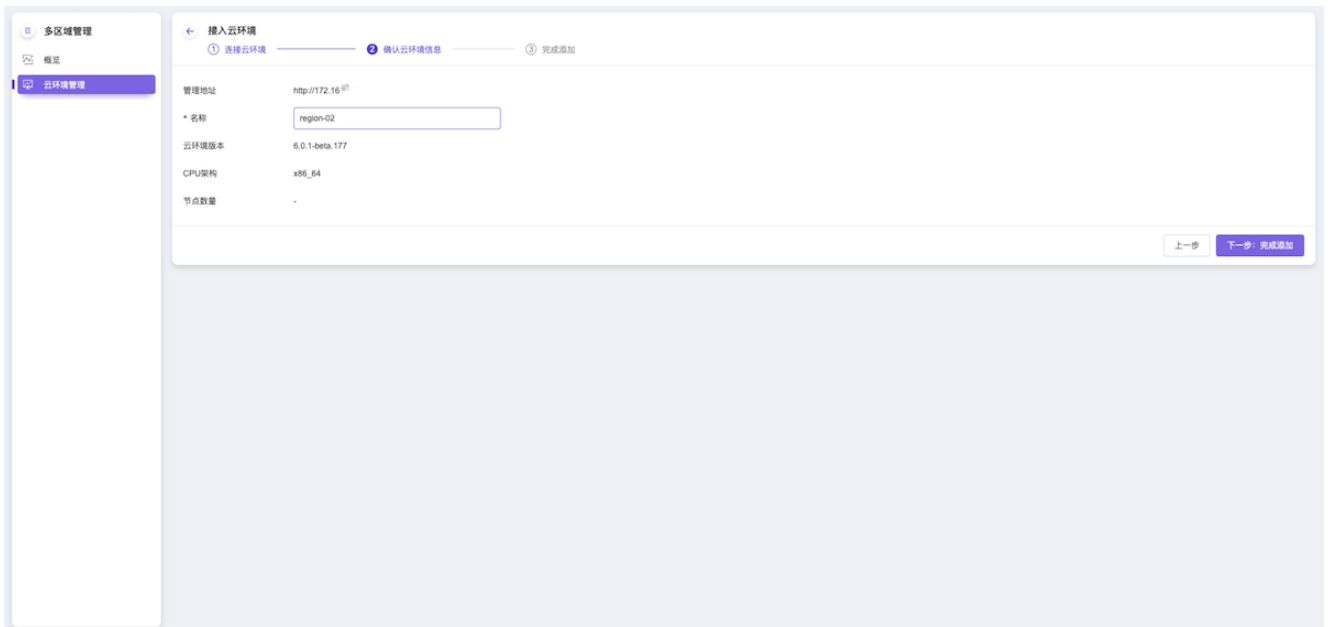 多区域管理
概览
云环境管理
接入云环境
1 连接云环境 2 确认云环境信息 3 完成添加
管理地址 http://172.16
* 名称 region-02
云环境版本 6.0.1-beta.177
CPU架构 x86_64
节点数量 -
上一步 下一步：完成添加